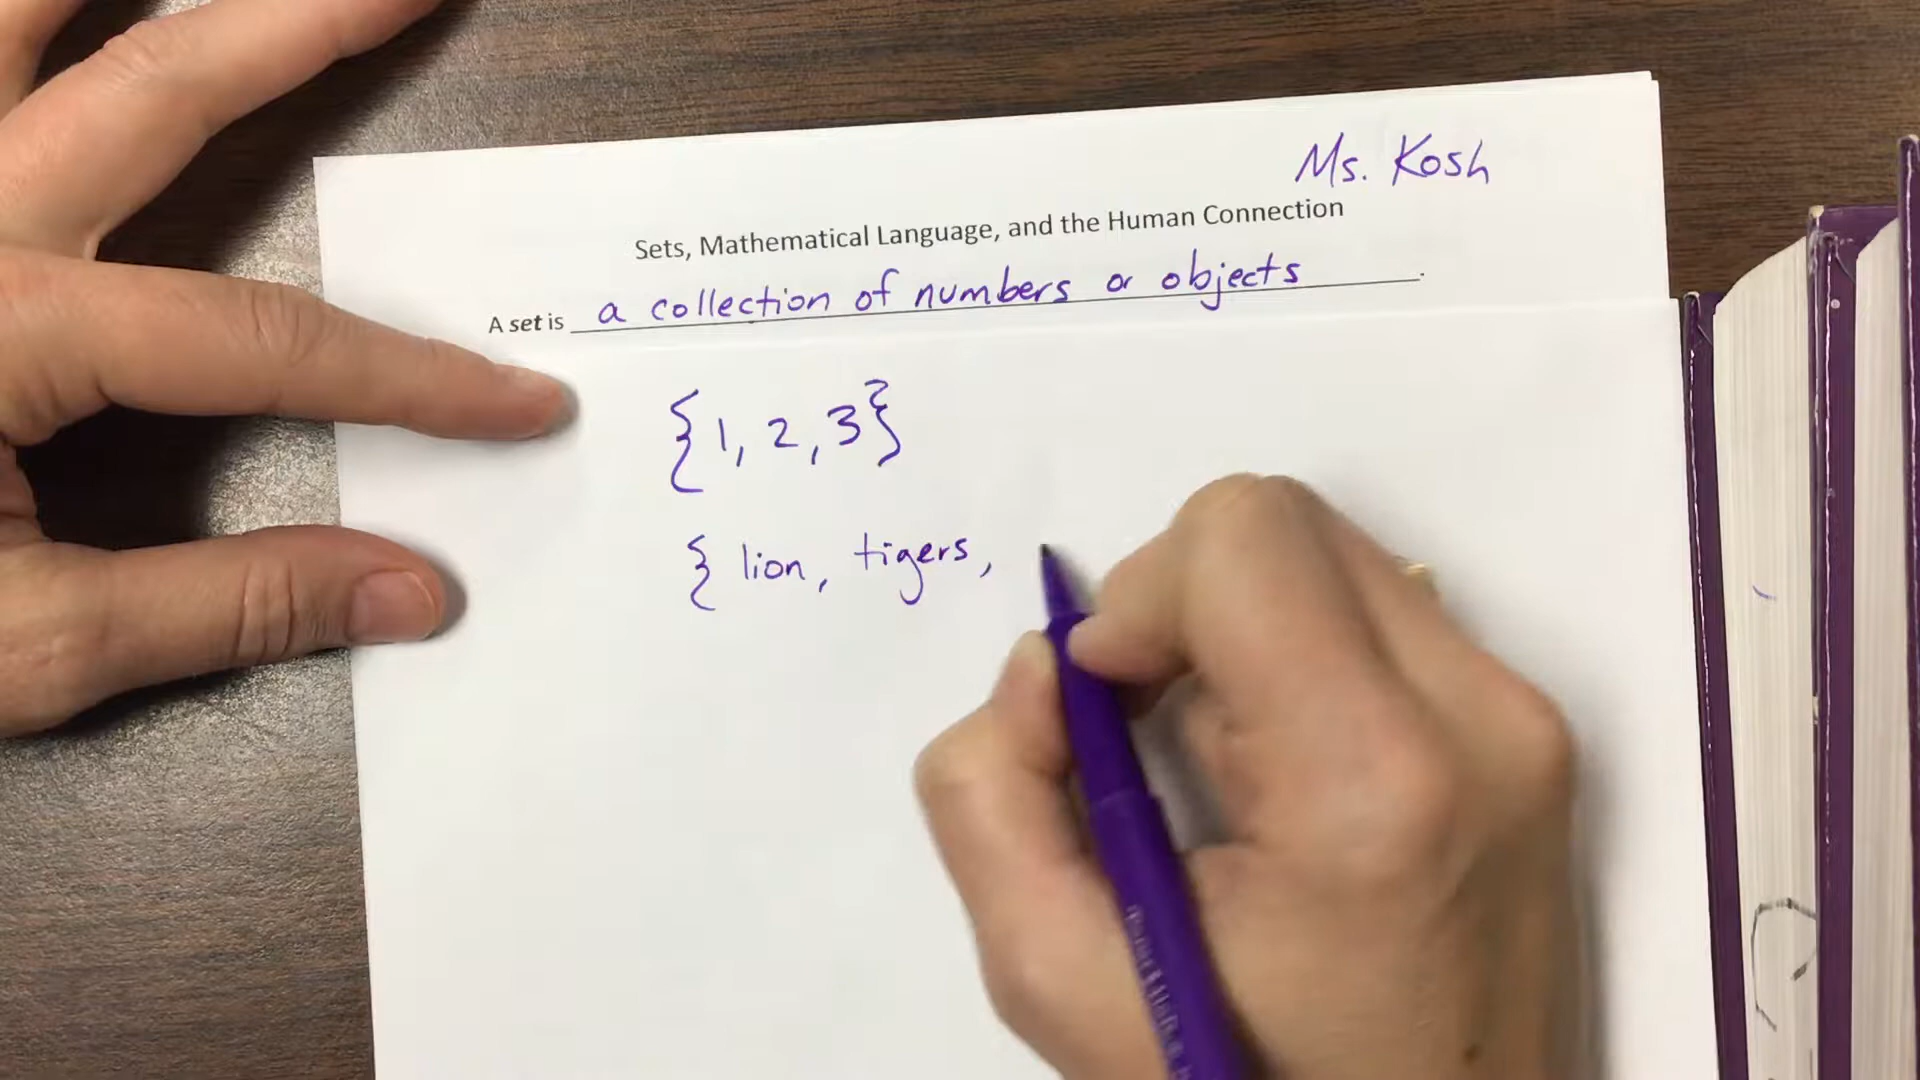 Ms. Kosh
Sets, Mathematical Language, and the Human Connection
A set is a collection of numbers or objects.
{1, 2, 3}
{ lion, tigers,